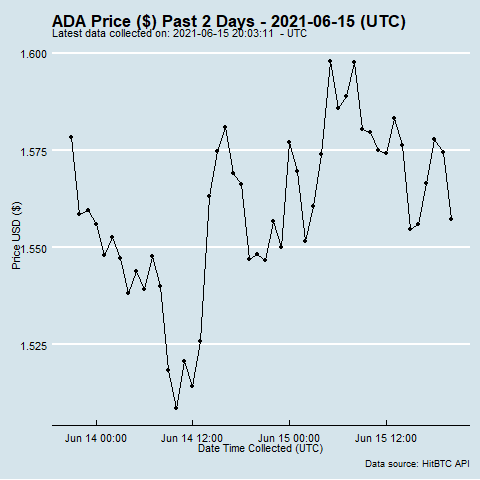 ADA Price ($) Past 2 Days - 2021-06-15 (UTC)
Latest data collected on: 2021-06-15 20:03:11  - UTC
1.600
1.575
1.550
1.525
Price USD ($)
Jun 14 00:00
Jun 14 12:00
Jun 15 00:00
Jun 15 12:00
Date Time Collected (UTC)
Data source: HitBTC API